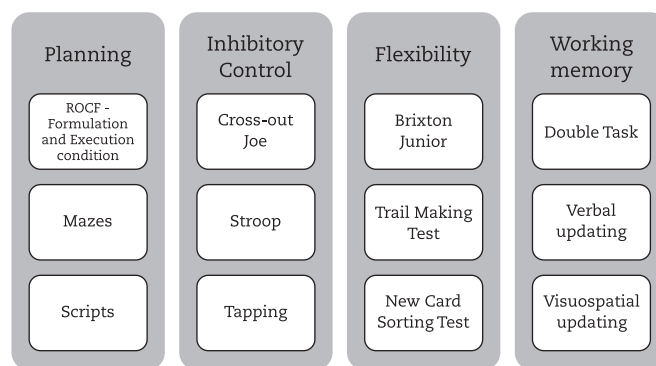 Planning
ROCF -
Formulation
and Execution
condition
Mazes
Scripts
Inhibitory
Control
Cross-out
Joe
Stroop
Tapping
Flexibility
Brixton
Junior
Trail Making
Test
New Card
Sorting Test
Working
memory
Double Task
Verbal
updating
Visuospatial
updating